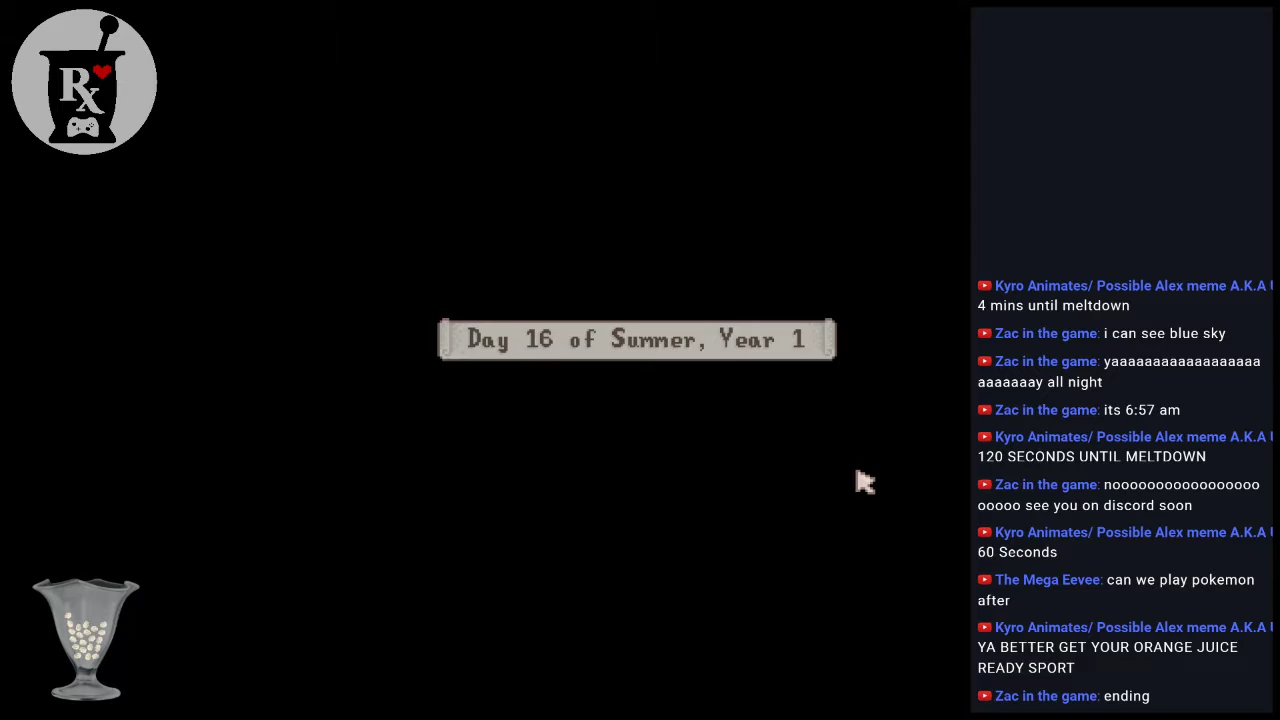 Rx
Day 16 of Summer, Year 1
Kyro Animates/ Possible Alex meme A.K.A
4 mins until meltdown
Zac in the game: i can see blue sky
Zac in the game: yaaaaaaaaaaaaaaaaaa
aaaaaaay all night
Zac in the game: its 6:57 am
Kyro Animates/ Possible Alex meme A.K.A
120 SECONDS UNTIL MELTDOWN
Zac in the game: nooooooooooooooooo
ooooo see you on discord soon
Kyro Animates/ Possible Alex meme A.K.A
60 Seconds
The Mega Eevee: can we play pokemon
after
Kyro Animates/ Possible Alex meme A.K.A
YA BETTER GET YOUR ORANGE JUICE
READY SPORT
Zac in the game: ending